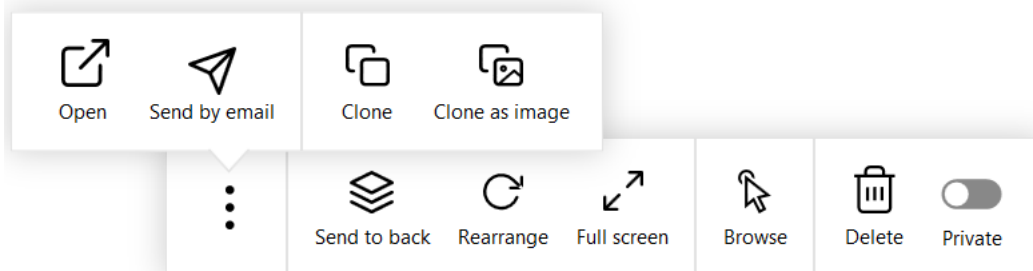 Open
Send by email
Clone
Clone as image
Send to back
Rearrange
Full screen
Browse
Delete
Private